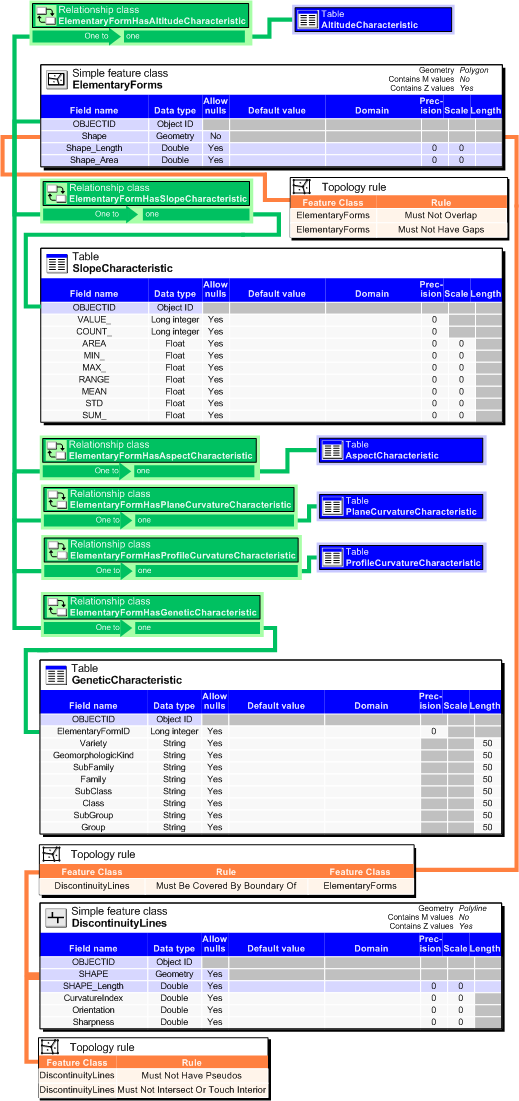 Relationship class
ElementaryFormHasAltitudeCharacteristic
One to one
Table
AltitudeCharacteristic
Simple feature class
ElementaryForms
Geometry Polygon
Contains M values No
Contains Z values Yes
Field name Data type Allow nulls Default value Domain Prec-ision Scale Length
OBJECTID Object ID
Shape Geometry No
Shape_Length Double Yes 0 0
Shape_Area Double Yes 0 0
Relationship class
ElementaryFormHasSlopeCharacteristic
One to one
Topology rule
Feature Class Rule
ElementaryForms Must Not Overlap
ElementaryForms Must Not Have Gaps
Table
SlopeCharacteristic
Field name Data type Allow nulls Default value Domain Prec-ision Scale Length
OBJECTID Object ID
VALUE_ Long integer Yes 0
COUNT_ Long integer Yes 0
AREA Float Yes 0 0
MIN_ Float Yes 0 0
MAX_ Float Yes 0 0
RANGE Float Yes 0 0
MEAN Float Yes 0 0
STD Float Yes 0 0
SUM_ Float Yes 0 0
Relationship class
ElementaryFormHasAspectCharacteristic
One to one
Table
AspectCharacteristic
Relationship class
ElementaryFormHasPlaneCurvatureCharacteristic
One to one
Table
PlaneCurvatureCharacteristic
Relationship class
ElementaryFormHasProfileCurvatureCharacteristic
One to one
Table
ProfileCurvatureCharacteristic
Relationship class
ElementaryFormHasGeneticCharacteristic
One to one
Table
GeneticCharacteristic
Field name Data type Allow nulls Default value Domain Prec-ision Scale Length
OBJECTID Object ID
ElementaryFormID Long integer Yes 0
Variety String Yes 50
GeomorphologicKind String Yes 50
SubFamily String Yes 50
Family String Yes 50
SubClass String Yes 50
Class String Yes 50
SubGroup String Yes 50
Group String Yes 50
Topology rule
Feature Class Rule Feature Class
DiscontinuityLines Must Be Covered By Boundary Of ElementaryForms
Simple feature class
DiscontinuityLines
Geometry Polyline
Contains M values No
Contains Z values Yes
Field name Data type Allow nulls Default value Domain Prec-ision Scale Length
OBJECTID Object ID
SHAPE Geometry Yes
SHAPE_Length Double Yes 0 0
CurvatureIndex Double Yes 0 0
Orientation Double Yes 0 0
Sharpness Double Yes 0 0
Topology rule
Feature Class Rule
DiscontinuityLines Must Not Have Pseudos
DiscontinuityLines Must Not Intersect Or Touch Interior